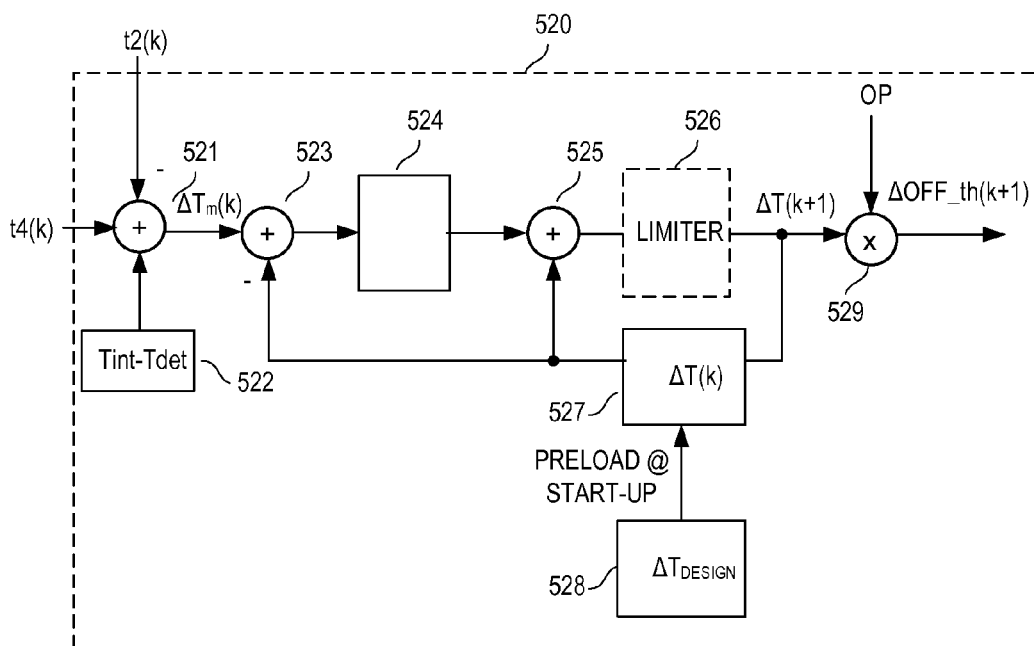 520
t2(k)
OP
-
521
523
524
525
526
ΔTm(k)
ΔT(k+1)
ΔOFF_th(k+1)
t4(k)
+
+
+
LIMITER
x
-
529
Tint-Tdet
522
ΔT(k)
527
PRELOAD @
START-UP
ΔTDESIGN
528